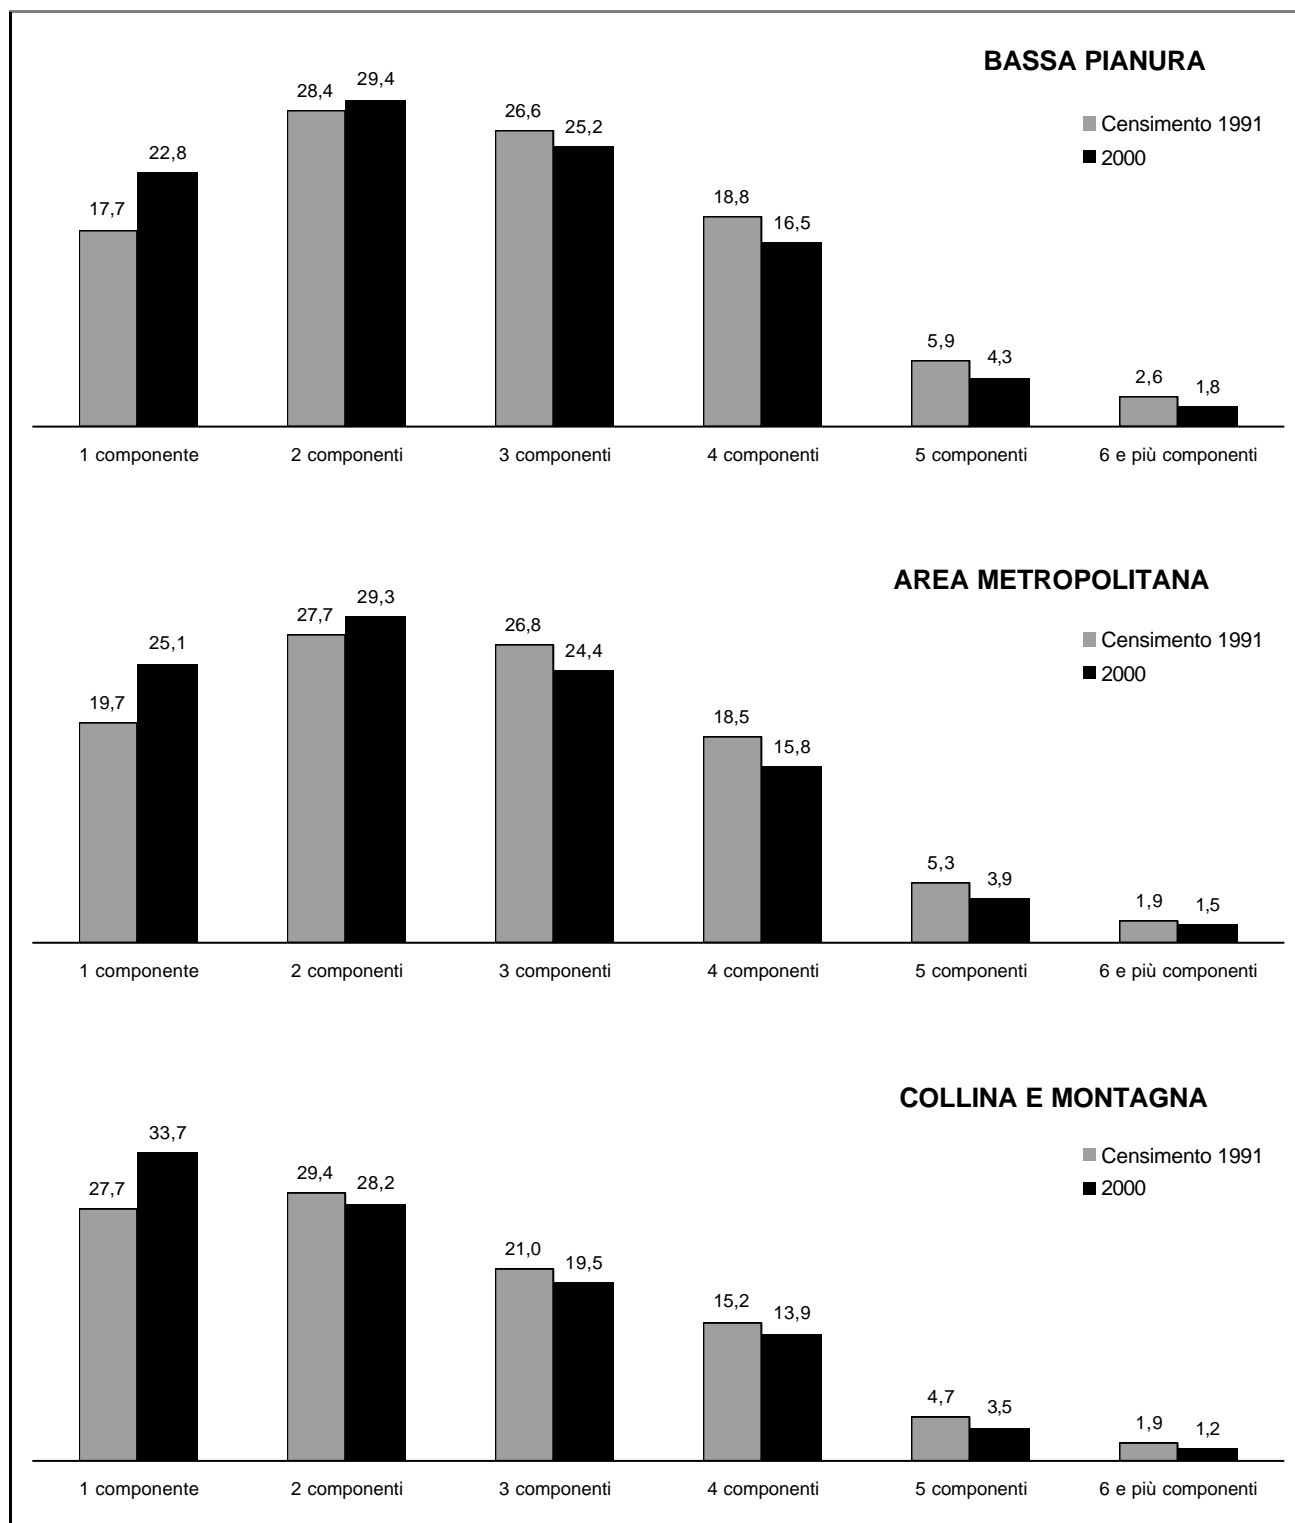 BASSA PIANURA
Censimento 1991
2000
28,4 29,4
26,6 25,2
22,8
17,7
18,8 16,5
5,9 4,3
2,6 1,8
1 componente 2 componenti 3 componenti 4 componenti 5 componenti 6 e più componenti
AREA METROPOLITANA
Censimento 1991
2000
27,7 29,3
26,8 24,4
25,1
19,7
18,5 15,8
5,3 3,9
1,9 1,5
1 componente 2 componenti 3 componenti 4 componenti 5 componenti 6 e più componenti
COLLINA E MONTAGNA
Censimento 1991
2000
33,7
27,7
29,4 28,2
21,0 19,5
15,2 13,9
4,7 3,5
1,9 1,2
1 componente 2 componenti 3 componenti 4 componenti 5 componenti 6 e più componenti